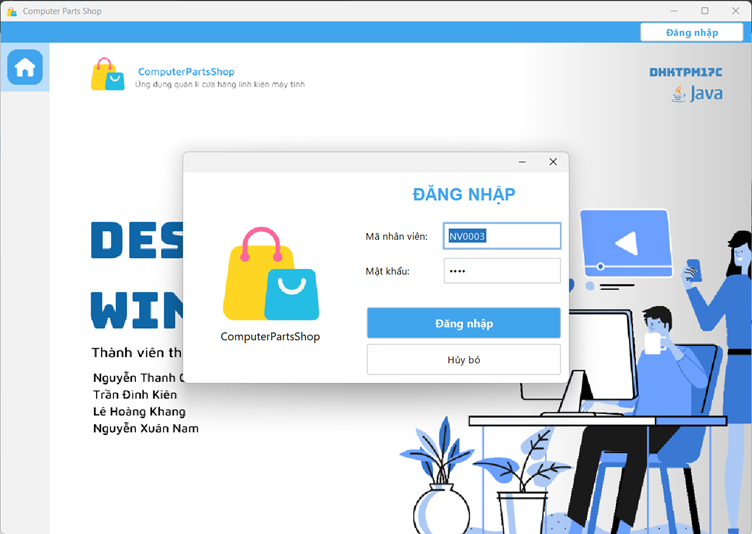 Computer Parts Shop
Đăng nhập
ComputerPartsShop
Ứng dụng quản lí cửa hàng linh kiện máy tính
DHKTPM17C
Java
ĐĂNG NHẬP
Mã nhân viên:
NV0003
Mật khẩu:
••••
Đăng nhập
Hủy bỏ
ComputerPartsShop
DES
WIN
Thành viên th
Nguyễn Thanh
Trần Đình Kiên
Lê Hoàng Khang
Nguyễn Xuân Nam